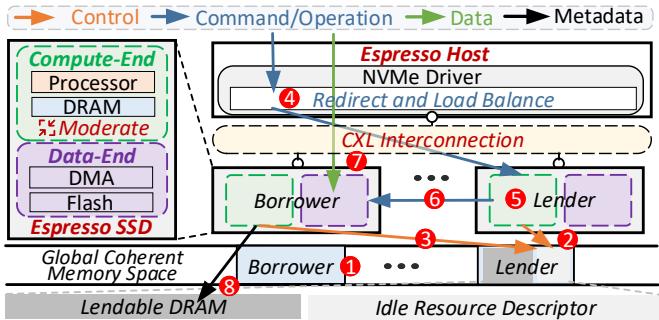 Control
Command/Operation
Data
Metadata
Compute-End
Processor
DRAM
Moderate
Data-End
DMA
Flash
Espresso SSD
Espresso Host
NVMe Driver
4
Redirect and Load Balance
CXL Interconnection
7
Borrower
6
5
Lender
3
2
Global Coherent
Memory Space
Borrower
1
Lender
8
Lendable DRAM
Idle Resource Descriptor